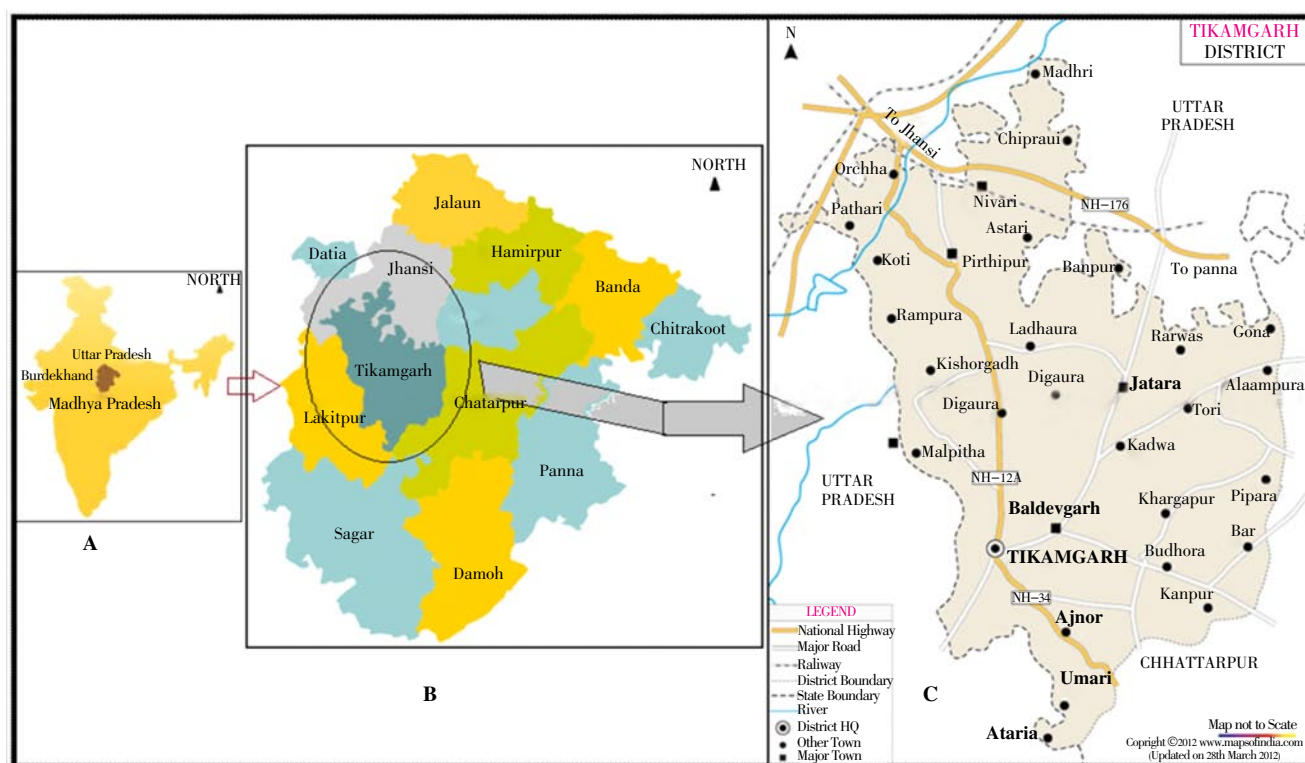 NORTH
Uttar Pradesh
Burdekhand
Madhya Pradesh
A
NORTH
Jalaun
Hamirpur
Datia
Jhansi
Banda
Chitrakoot
Tikamgarh
Chatarpur
Lakitpur
Panna
Sagar
Damoh
B
N
TIKAMGARH
DISTRICT
Madhri
UTTAR
PRADESH
To Jhansi
Chipraui
Orchha
Nivari
NH-176
Pathari
Astari
Koti
Pirthipur
Banpur
To panna
Rampura
Ladhaura
Rarwas
Gona
Kishorgadh
Digaura
Jatara
Alaampura
Digaura
Tori
Malpitha
Kadwa
UTTAR
PRADESH
NH-12A
Khargapur
Pipara
Baldevgarh
Bar
TIKAMGARH
Budhora
NH-34
Kanpur
Ajnor
CHHATTARPUR
Umari
C
Ataria
LEGEND
National Highway
Major Road
Raliway
District Boundary
State Boundary
River
District HQ
Other Town
Major Town
Map not to Scale
Copright ©2012 www.mapsofindia.com
(Updated on 28th March 2012)